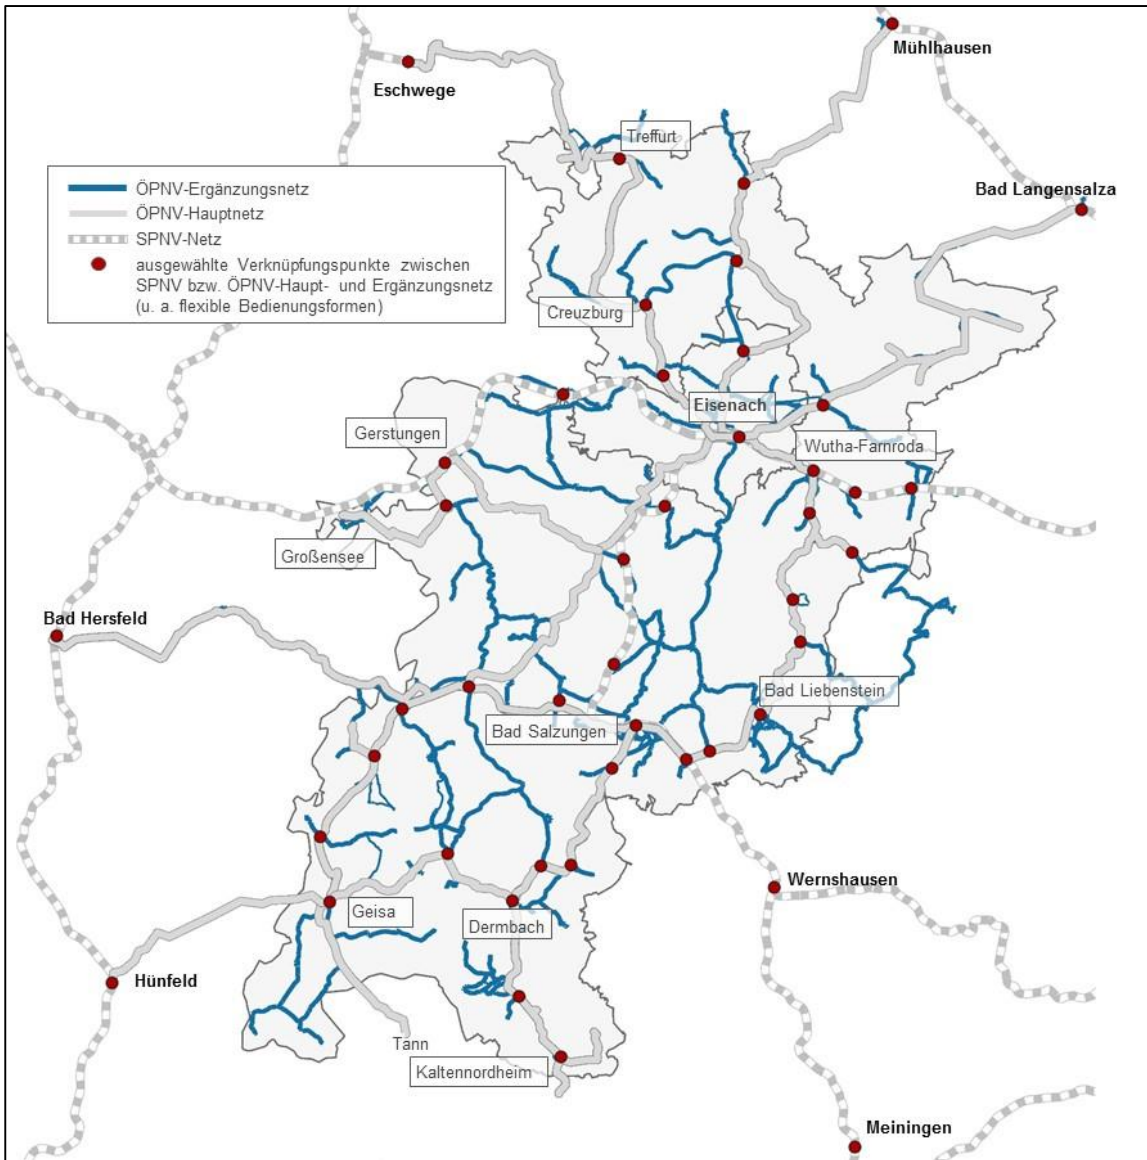 Mühlhausen
Eschwege
Treffurt
Bad Langensalza
ÖPNV-Ergänzungsnetz
ÖPNV-Hauptnetz
SPNV-Netz
ausgewählte Verknüpfungspunkte zwischen
SPNV bzw. ÖPNV-Haupt- und Ergänzungsnetz
(u. a. flexible Bedienungsformen)
Creuzburg
Eisenach
Gerstungen
Wutha-Farnroda
Großensee
Bad Hersfeld
Bad Liebenstein
Bad Salzungen
Wernshausen
Geisa
Dermbach
Hünfeld
Tann
Kaltennordheim
Meiningen